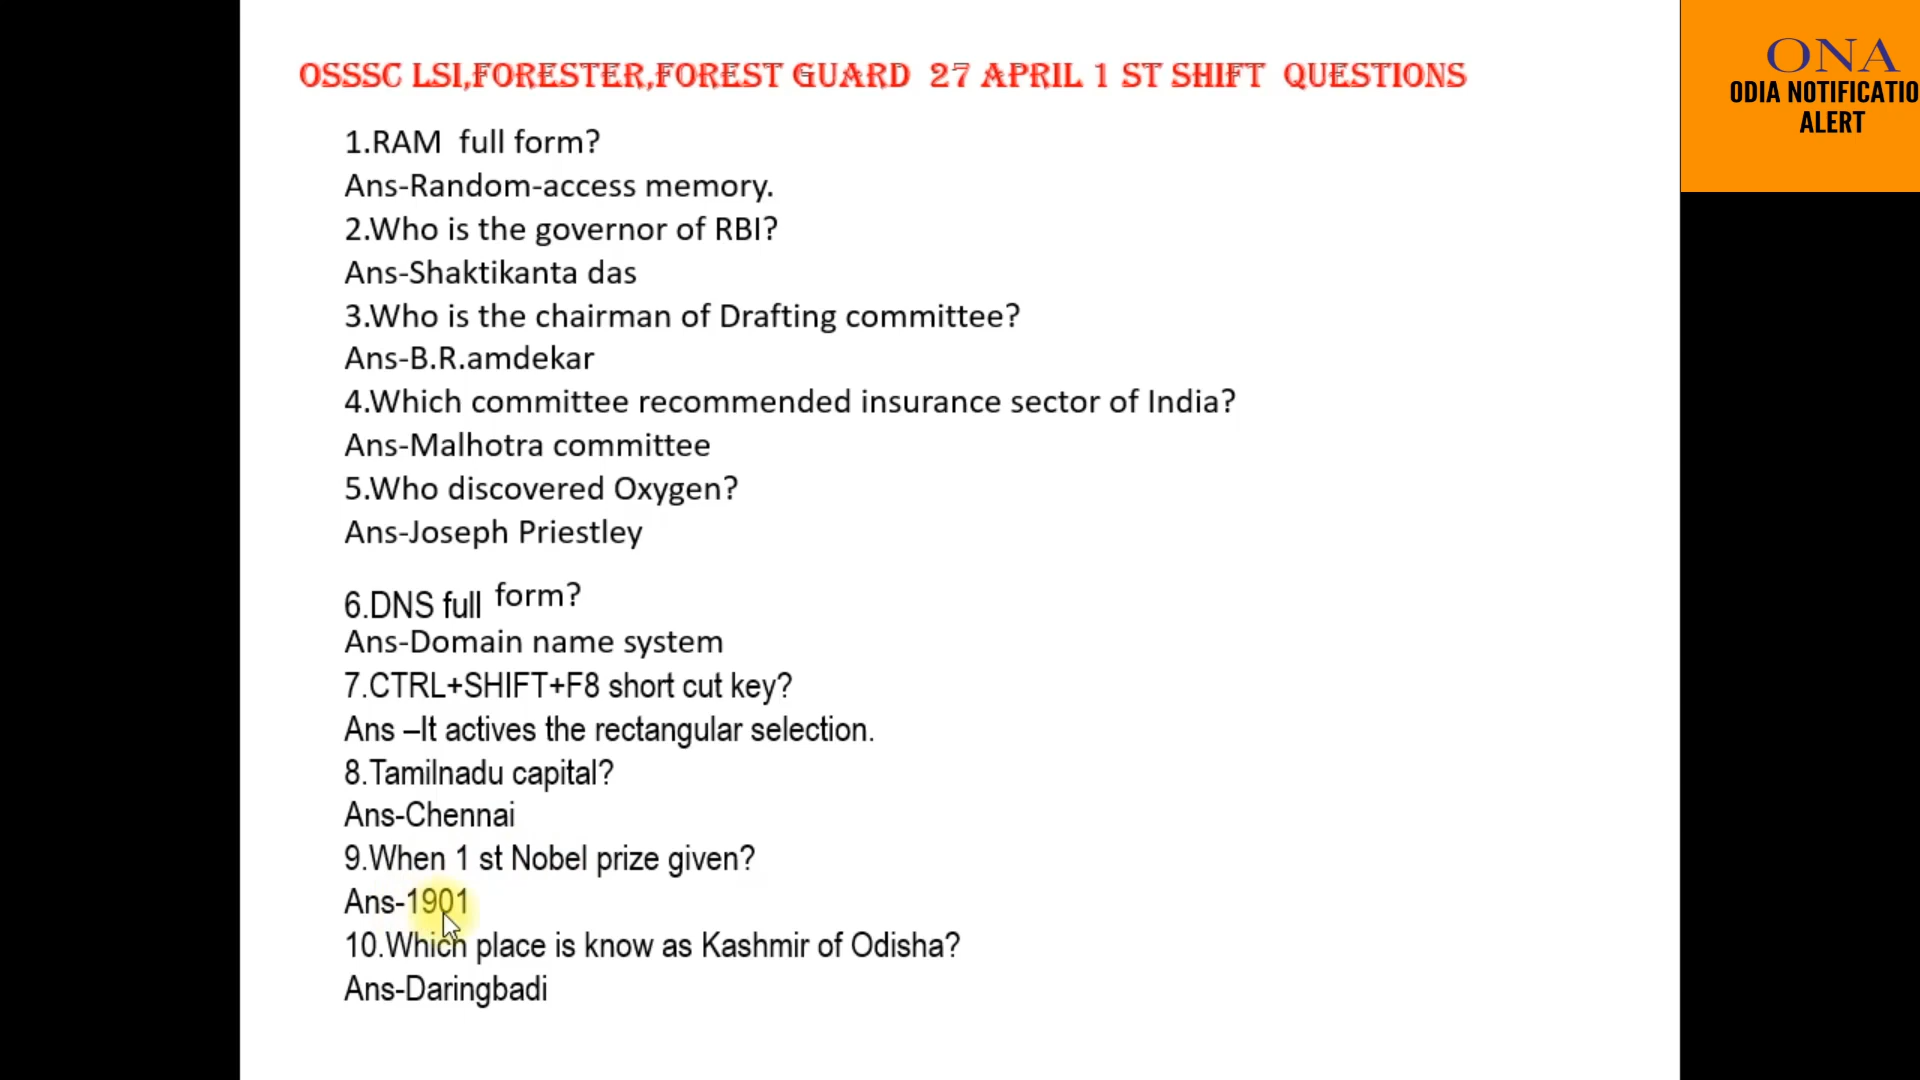 OSSSC LSI,FORESTER,FOREST GUARD 27 APRIL 1 ST SHIFT QUESTIONS
1.RAM full form?
Ans-Random-access memory.
2.Who is the governor of RBI?
Ans-Shaktikanta das
3.Who is the chairman of Drafting committee?
Ans-B.R.amdekar
4.Which committee recommended insurance sector of India?
Ans-Malhotra committee
5.Who discovered Oxygen?
Ans-Joseph Priestley
6.DNS full form?
Ans-Domain name system
7.CTRL+SHIFT+F8 short cut key?
Ans –It actives the rectangular selection.
8.Tamilnadu capital?
Ans-Chennai
9.When 1 st Nobel prize given?
Ans-1901
10.Which place is know as Kashmir of Odisha?
Ans-Daringbadi
ONA
ODIA NOTIFICATIO
ALERT